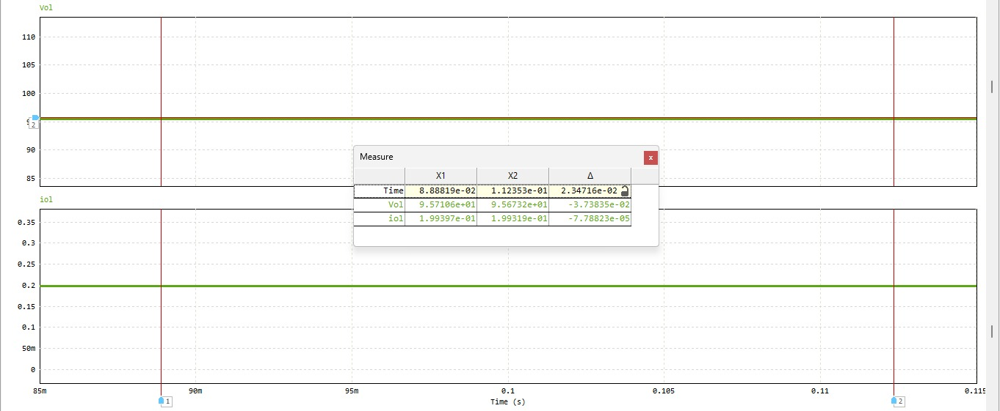 Vol
110
105
100
2
90
85
Measure
x
X1 X2 Δ
Time 8.88819e-02 1.12353e-01 2.34716e-02
Vol 9.57106e+01 9.56732e+01 -3.73835e-02
iol 1.99397e-01 1.99319e-01 -7.78823e-05
iol
0.35
0.3
0.25
0.2
0.15
0.1
50m
0
85m 90m 95m 0.1 0.105 0.11 0.115
1 Time (s) 2